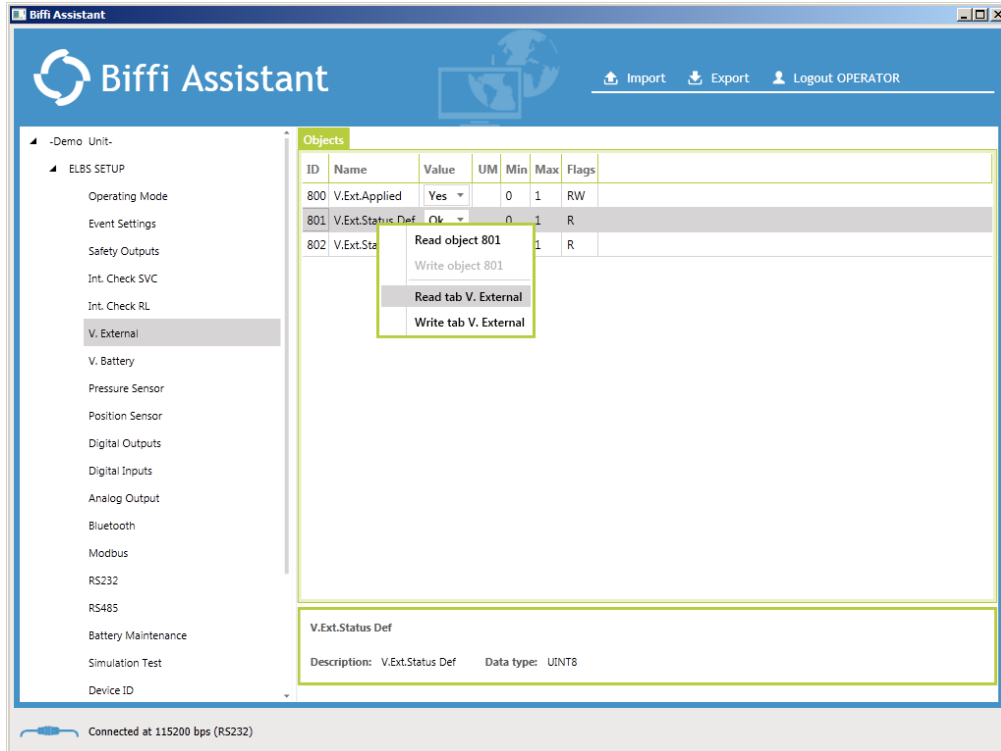 Biffi Assistant
Biffi Assistant
Import Export Logout OPERATOR
-Demo Unit-
ELBS SETUP
Operating Mode
Event Settings
Safety Outputs
Int. Check SVC
Int. Check RL
V. External
V. Battery
Pressure Sensor
Position Sensor
Digital Outputs
Digital Inputs
Analog Output
Bluetooth
Modbus
RS232
RS485
Battery Maintenance
Simulation Test
Device ID
Objects
ID Name Value UM Min Max Flags
800 V.Ext.Applied Yes 0 1 RW
801 V.Ext.Status Def Ok 0 1 R
802 V.Ext.Sta 1 R
Read object 801
Write object 801
Read tab V. External
Write tab V. External
V.Ext.Status Def
Description: V.Ext.Status Def Data type: UINT8
Connected at 115200 bps (RS232)